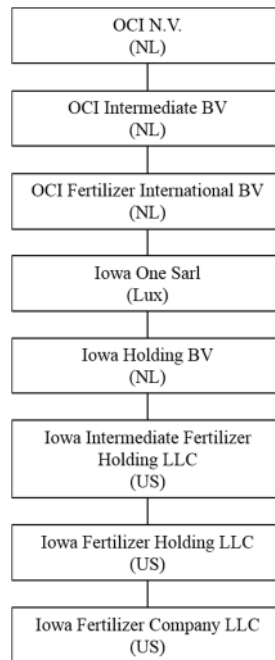 OCI N.V.
(NL)
OCI Intermediate BV
(NL)
OCI Fertilizer International BV
(NL)
Iowa One Sarl
(Lux)
Iowa Holding BV
(NL)
Iowa Intermediate Fertilizer
Holding LLC
(US)
Iowa Fertilizer Holding LLC
(US)
Iowa Fertilizer Company LLC
(US)